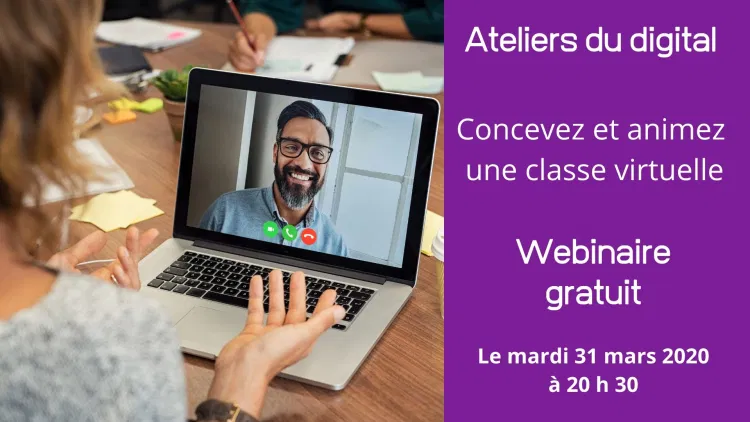 Ateliers du digital
Concevez et animez
une classe virtuelle
Webinaire
gratuit
Le mardi 31 mars 2020
à 20 h 30